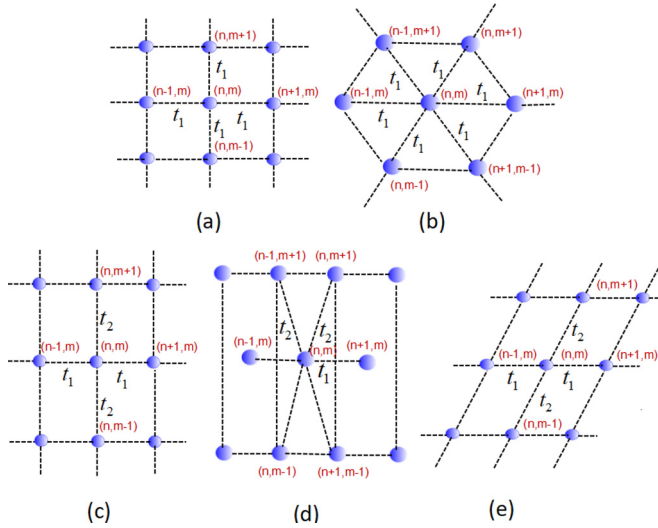 (n,m+1)
t1
(n-1,m) (n,m) (n+1,m)
t1 t1
t1
(n,m-1)
(a)
(n-1,m+1) (n,m+1)
t1 t1
(n-1,m) (n,m) (n+1,m)
t1 t1
t1 t1
(n,m-1) (n+1,m-1)
(b)
(n,m+1)
t2
(n-1,m) (n,m) (n+1,m)
t1 t1
t2
(n,m-1)
(c)
(n-1,m+1) (n,m+1)
t2 t2
(n-1,m) (n,m) (n+1,m)
t1
(n,m-1) (n+1,m-1)
(d)
(n,m+1)
t2
(n-1,m) (n,m) (n+1,m)
t1 t1
t2
(n,m-1)
(e)